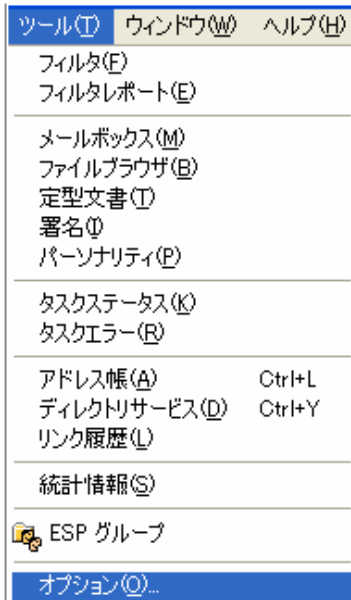 ツール(T) ウィンドウ(W) ヘルプ(H)
フィルタ(F)
フィルタレポート(E)
メールボックス(M)
ファイルブラウザ(B)
定型文書(T)
署名(I)
パーソナリティ(P)
タスクステータス(K)
タスクエラー(R)
アドレス帳(A) Ctrl+L
ディレクトリサービス(D) Ctrl+Y
リンク履歴(L)
統計情報(S)
ESP グループ
オプション(O)...